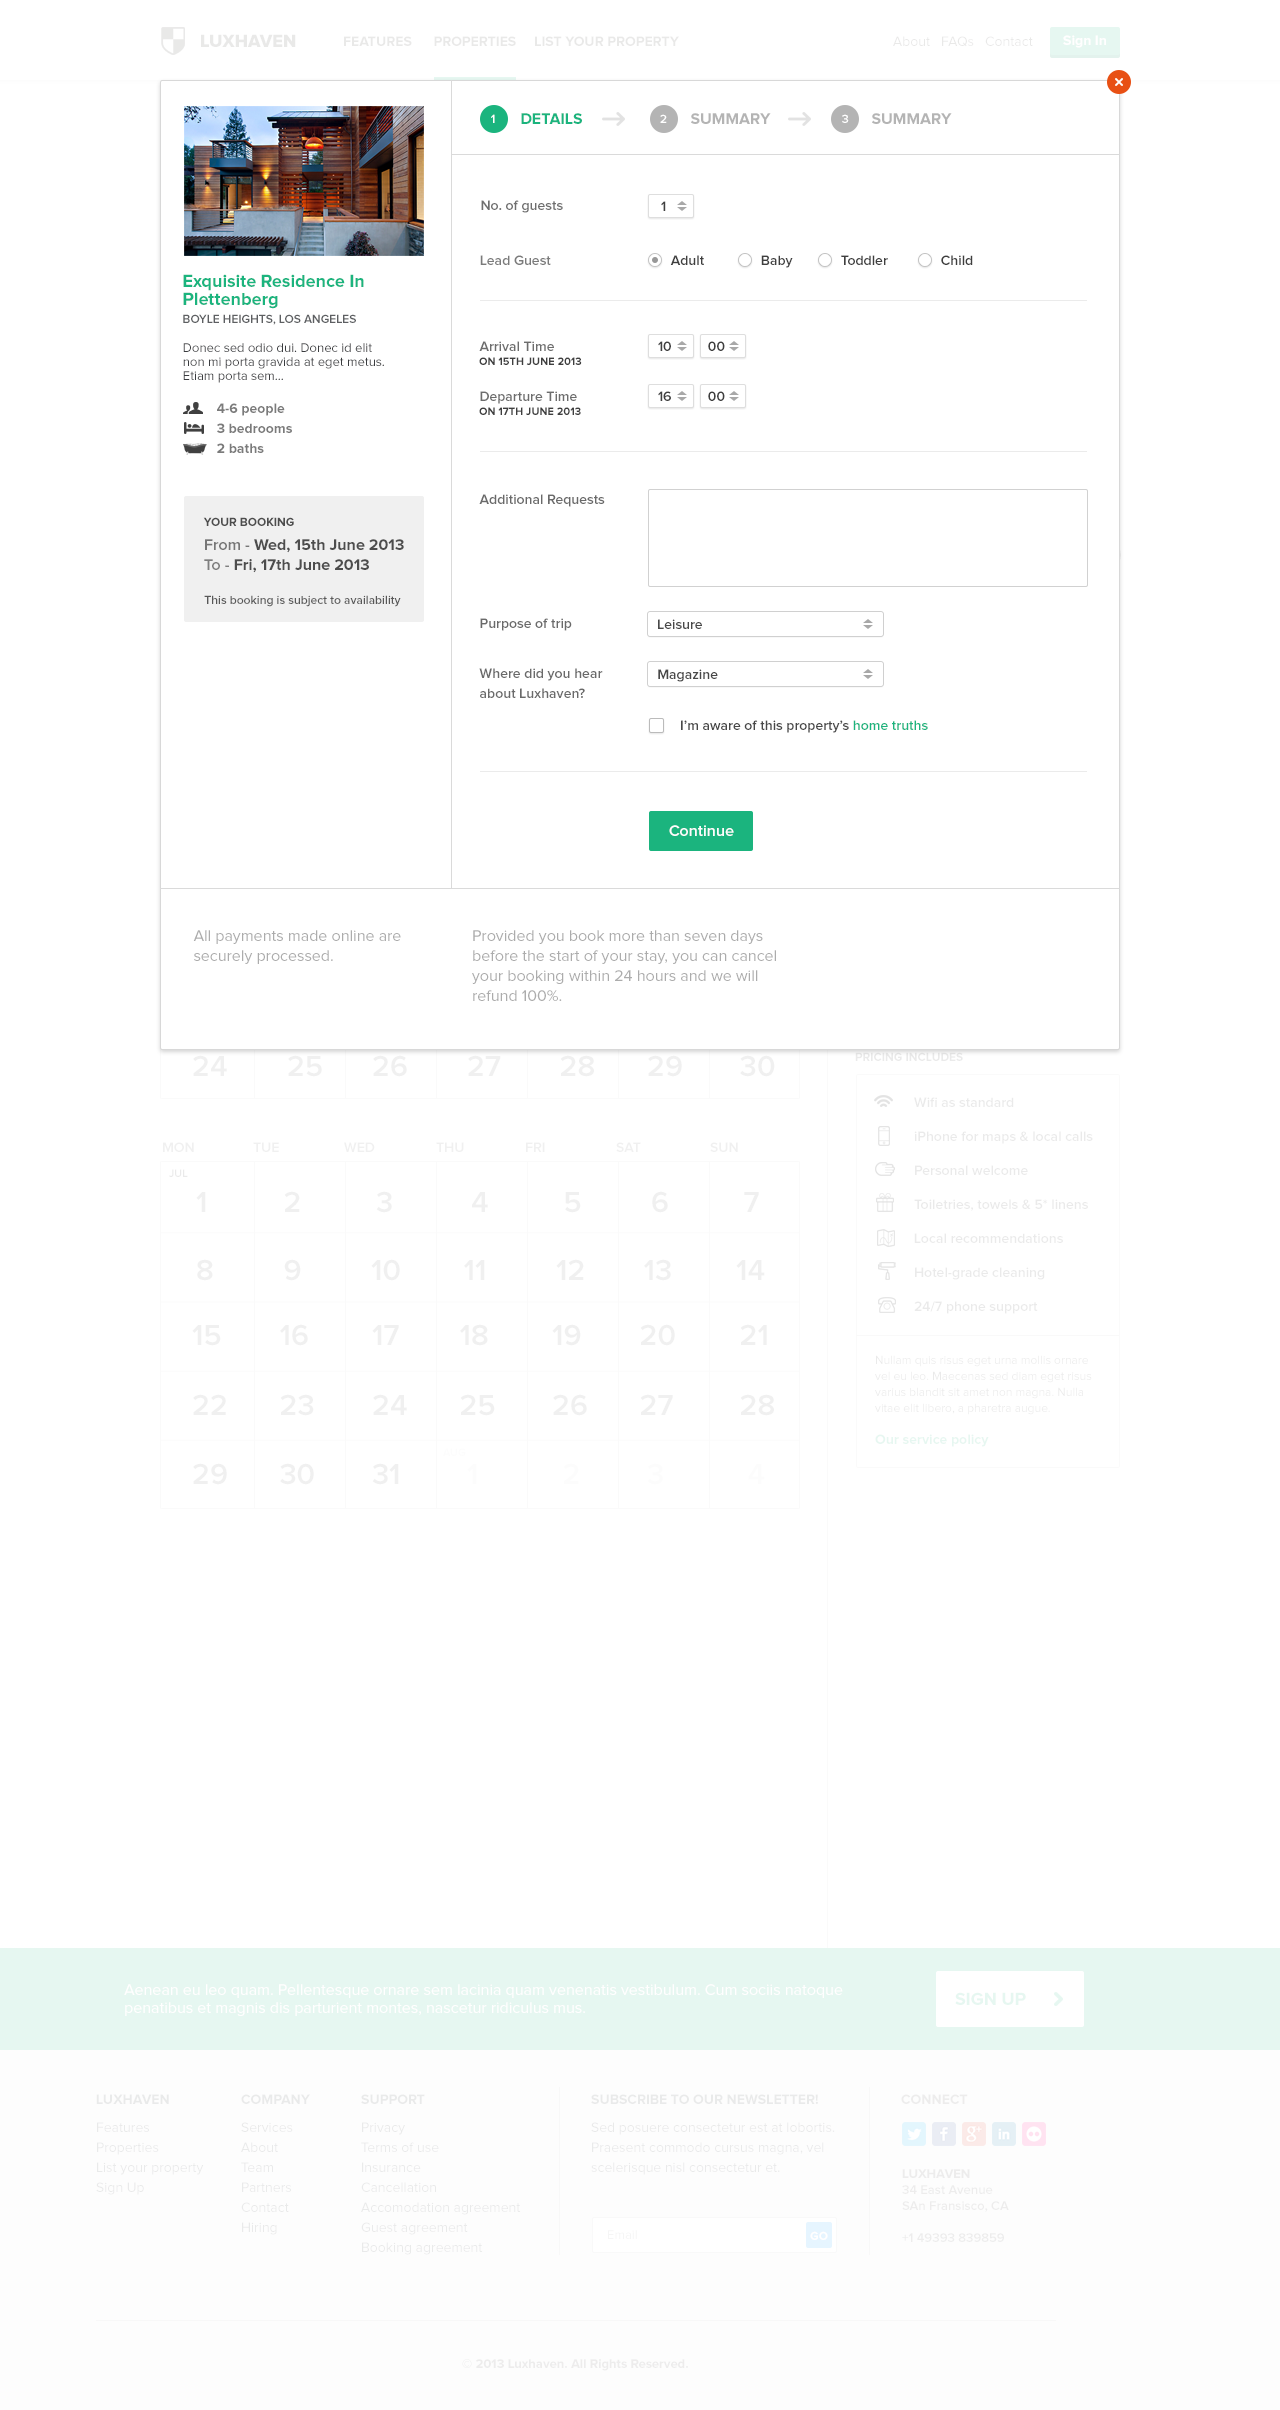 LUXHAVEN
FEATURES PROPERTIES LIST YOUR PROPERTY
About FAQs Contact Sign In
Exquisite Residence In
Plettenberg
BOYLE HEIGHTS, LOS ANGELES
Donec sed odio dui. Donec id elit
non mi porta gravida at eget metus.
Etiam porta sem...
4-6 people
3 bedrooms
2 baths
YOUR BOOKING
From - Wed, 15th June 2013
To - Fri, 17th June 2013
This booking is subject to availability
1 DETAILS 2 SUMMARY 3 SUMMARY
No. of guests 1
Lead Guest Adult Baby Toddler Child
Arrival Time 10 00
ON 15TH JUNE 2013
Departure Time 16 00
ON 17TH JUNE 2013
Additional Requests
Purpose of trip Leisure
Where did you hear
about Luxhaven?
Magazine
I'm aware of this property's home truths
Continue
All payments made online are
securely processed.
Provided you book more than seven days
before the start of your stay, you can cancel
your booking within 24 hours and we will
refund 100%.
24 25 26 27 28 29 30
MON TUE WED THU FRI SAT SUN
JUL
1 2 3 4 5 6 7
8 9 10 11 12 13 14
15 16 17 18 19 20 21
22 23 24 25 26 27 28
29 30 31 1 2 3 4
PRICING INCLUDES
Wifi as standard
iPhone for maps & local calls
Personal welcome
Toiletries, towels & 5* linens
Local recommendations
Hotel-grade cleaning
24/7 phone support
Nullam quis risus eget urna mollis ornare
vel eu leo. Maecenas sed diam eget risus
varius blandit sit amet non magna. Nulla
vitae elit libero, a pharetra augue.
Our service policy
Aenean eu leo quam. Pellentesque ornare sem lacinia quam venenatis vestibulum. Cum sociis natoque
penatibus et magnis dis parturient montes, nascetur ridiculus mus.
SIGN UP
LUXHAVEN
Features
Properties
List your property
Sign Up
COMPANY
Services
About
Team
Partners
Contact
Hiring
SUPPORT
Privacy
Terms of use
Insurance
Cancellation
Accomodation agreement
Guest agreement
Booking agreement
SUBSCRIBE TO OUR NEWSLETTER!
Sed posuere consectetur est at lobortis.
Praesent commodo cursus magna, vel
scelerisque nisl consectetur et.
Email GO
CONNECT
LUXHAVEN
34 East Avenue
SAn Fransisco, CA
+1 49393 839859
© 2013 Luxhaven. All Rights Reserved.